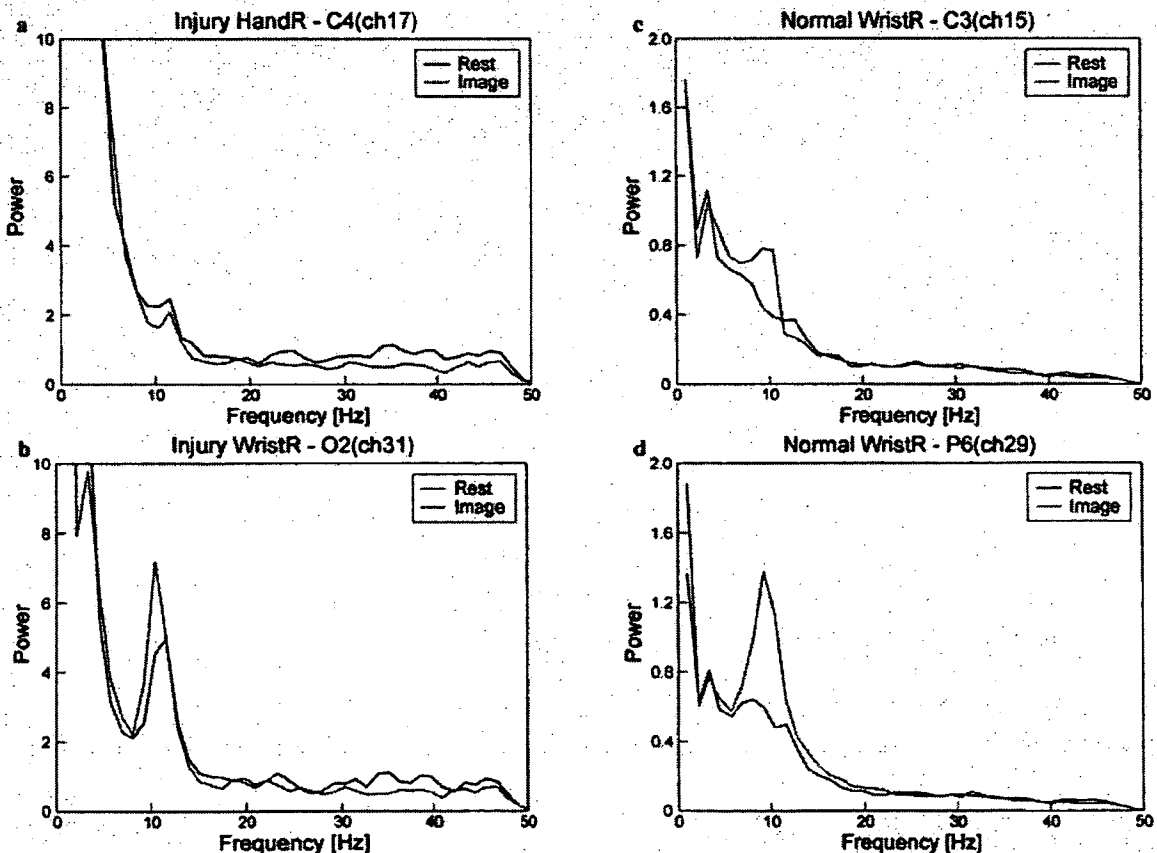 a Injury HandR - C4(ch17)
10
8
6
4
2
0
Power
Rest
Image
0 10 20 30 40 50
Frequency [Hz]
c Normal WristR - C3(ch15)
2.0
1.6
1.2
0.8
0.4
0
Power
Rest
Image
0 10 20 30 40 50
Frequency [Hz]
b Injury WristR - O2(ch31)
10
8
6
4
2
0
Power
Rest
Image
0 10 20 30 40 50
Frequency [Hz]
d Normal WristR - P6(ch29)
2.0
1.6
1.2
0.8
0.4
0
Power
Rest
Image
0 10 20 30 40 50
Frequency [Hz]